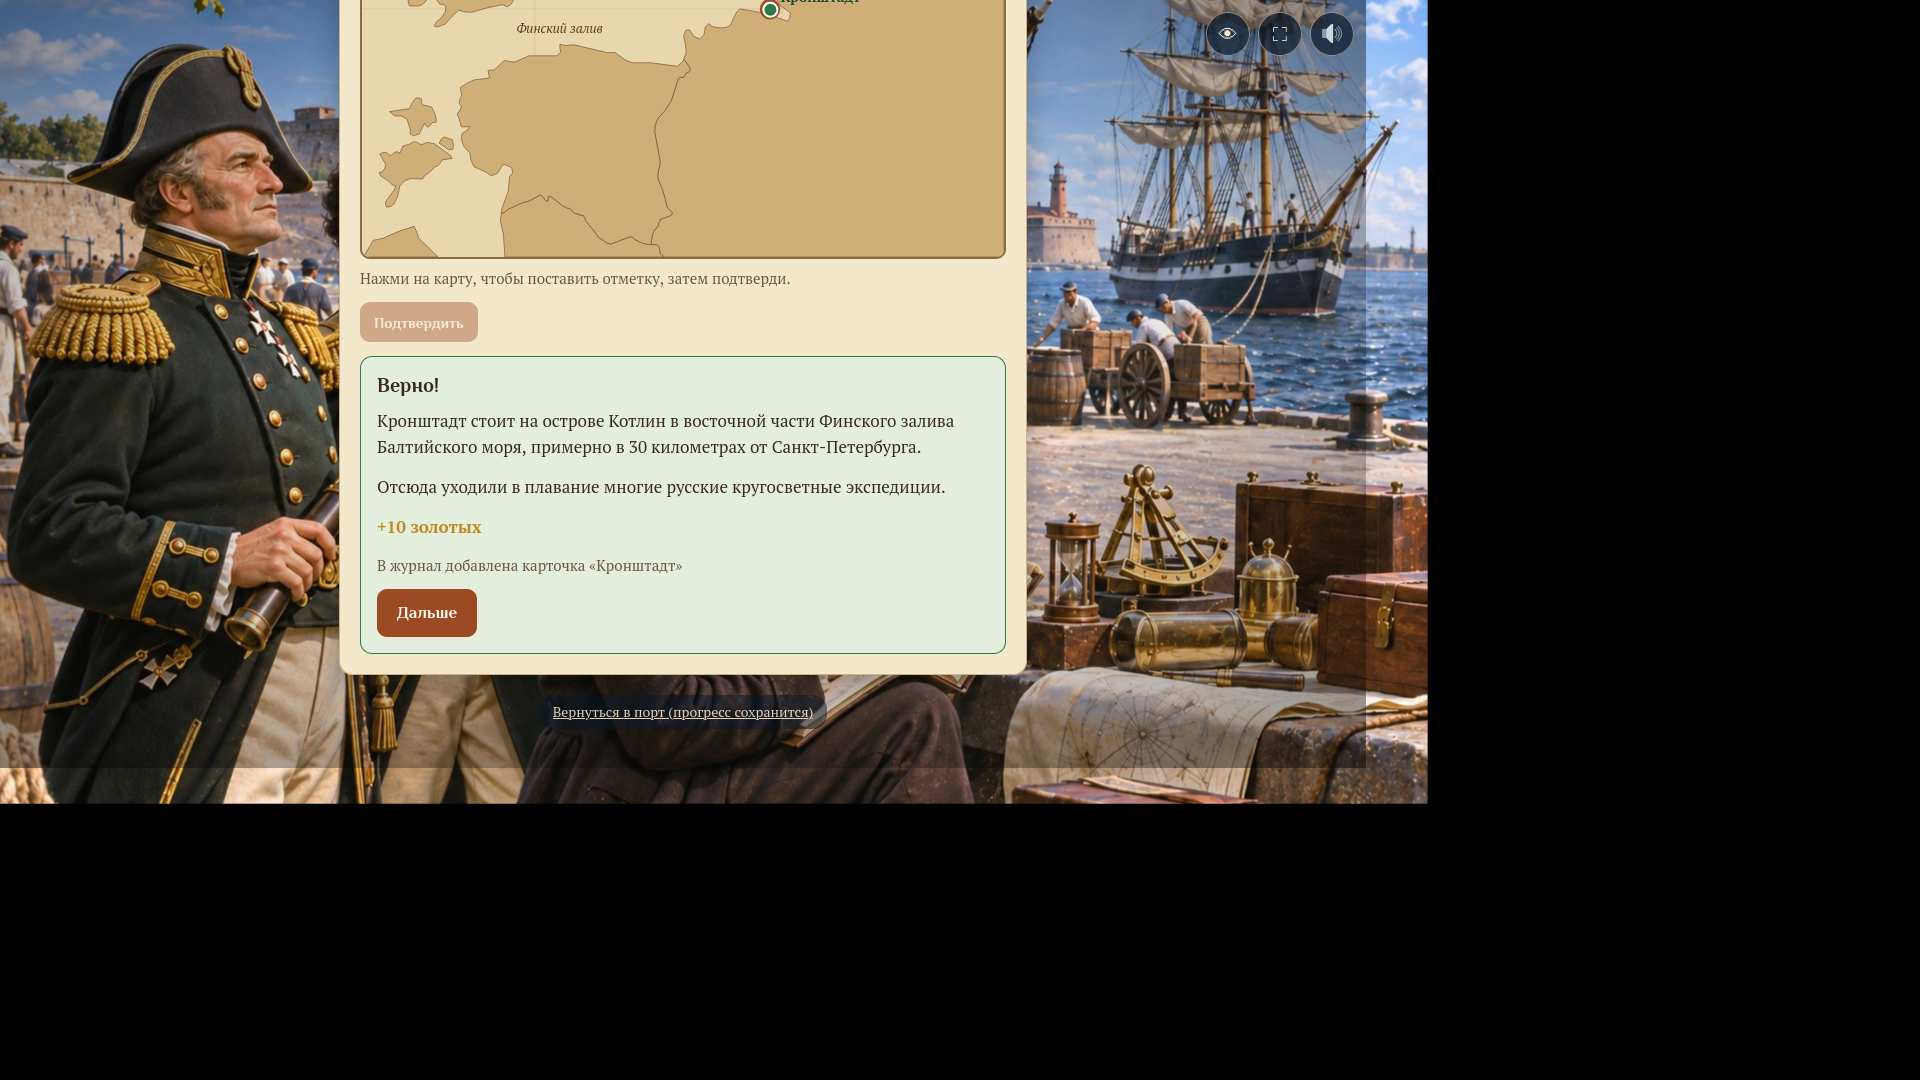 Кронштадт
Финский залив
Нажми на карту, чтобы поставить отметку, затем подтверди.
Подтвердить
Верно!
Кронштадт стоит на острове Котлин в восточной части Финского залива
Балтийского моря, примерно в 30 километрах от Санкт-Петербурга.
Отсюда уходили в плавание многие русские кругосветные экспедиции.
+10 золотых
В журнал добавлена карточка «Кронштадт»
Дальше
Вернуться в порт (прогресс сохранится)